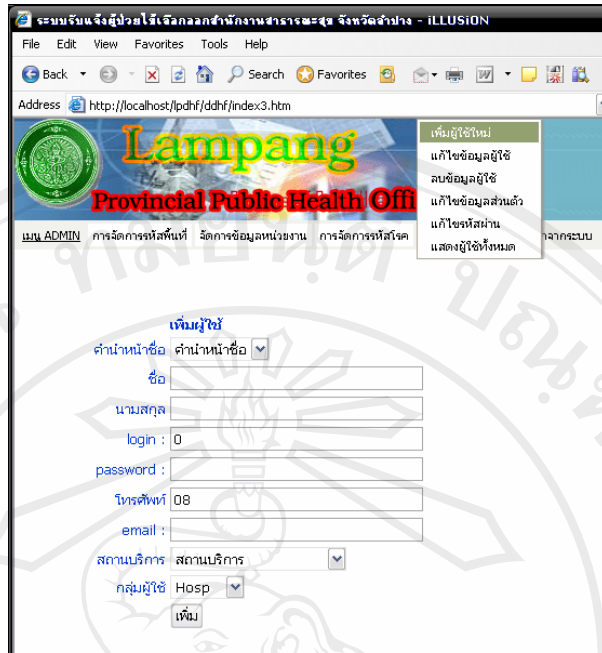 ระบบรับแจ้งผู้ป่วยไข้เลือดออกสำนักงานสาธารณะสุข จังหวัดลำปาง - iLLUSiON
File Edit View Favorites Tools Help
Back Search Favorites
Address http://localhost/lpdhf/ddhf/index3.htm
Lampang
Provincial Public Health Offi
เพิ่มผู้ใช้ใหม่
แก้ไขข้อมูลผู้ใช้
ลบข้อมูลผู้ใช้
แก้ไขข้อมูลส่วนตัว
แก้ไขรหัสผ่าน
แสดงผู้ใช้ทั้งหมด
เมนู ADMIN การจัดการรหัสพื้นที่ จัดการข้อมูลหน่วยงาน การจัดการรหัสโรค กจากระบบ
เพิ่มผู้ใช้
คำนำหน้าชื่อ คำนำหน้าชื่อ
ชื่อ
นามสกุล
login : 0
password :
โทรศัพท์ 08
email :
สถานบริการ สถานบริการ
กลุ่มผู้ใช้ Hosp
เพิ่ม